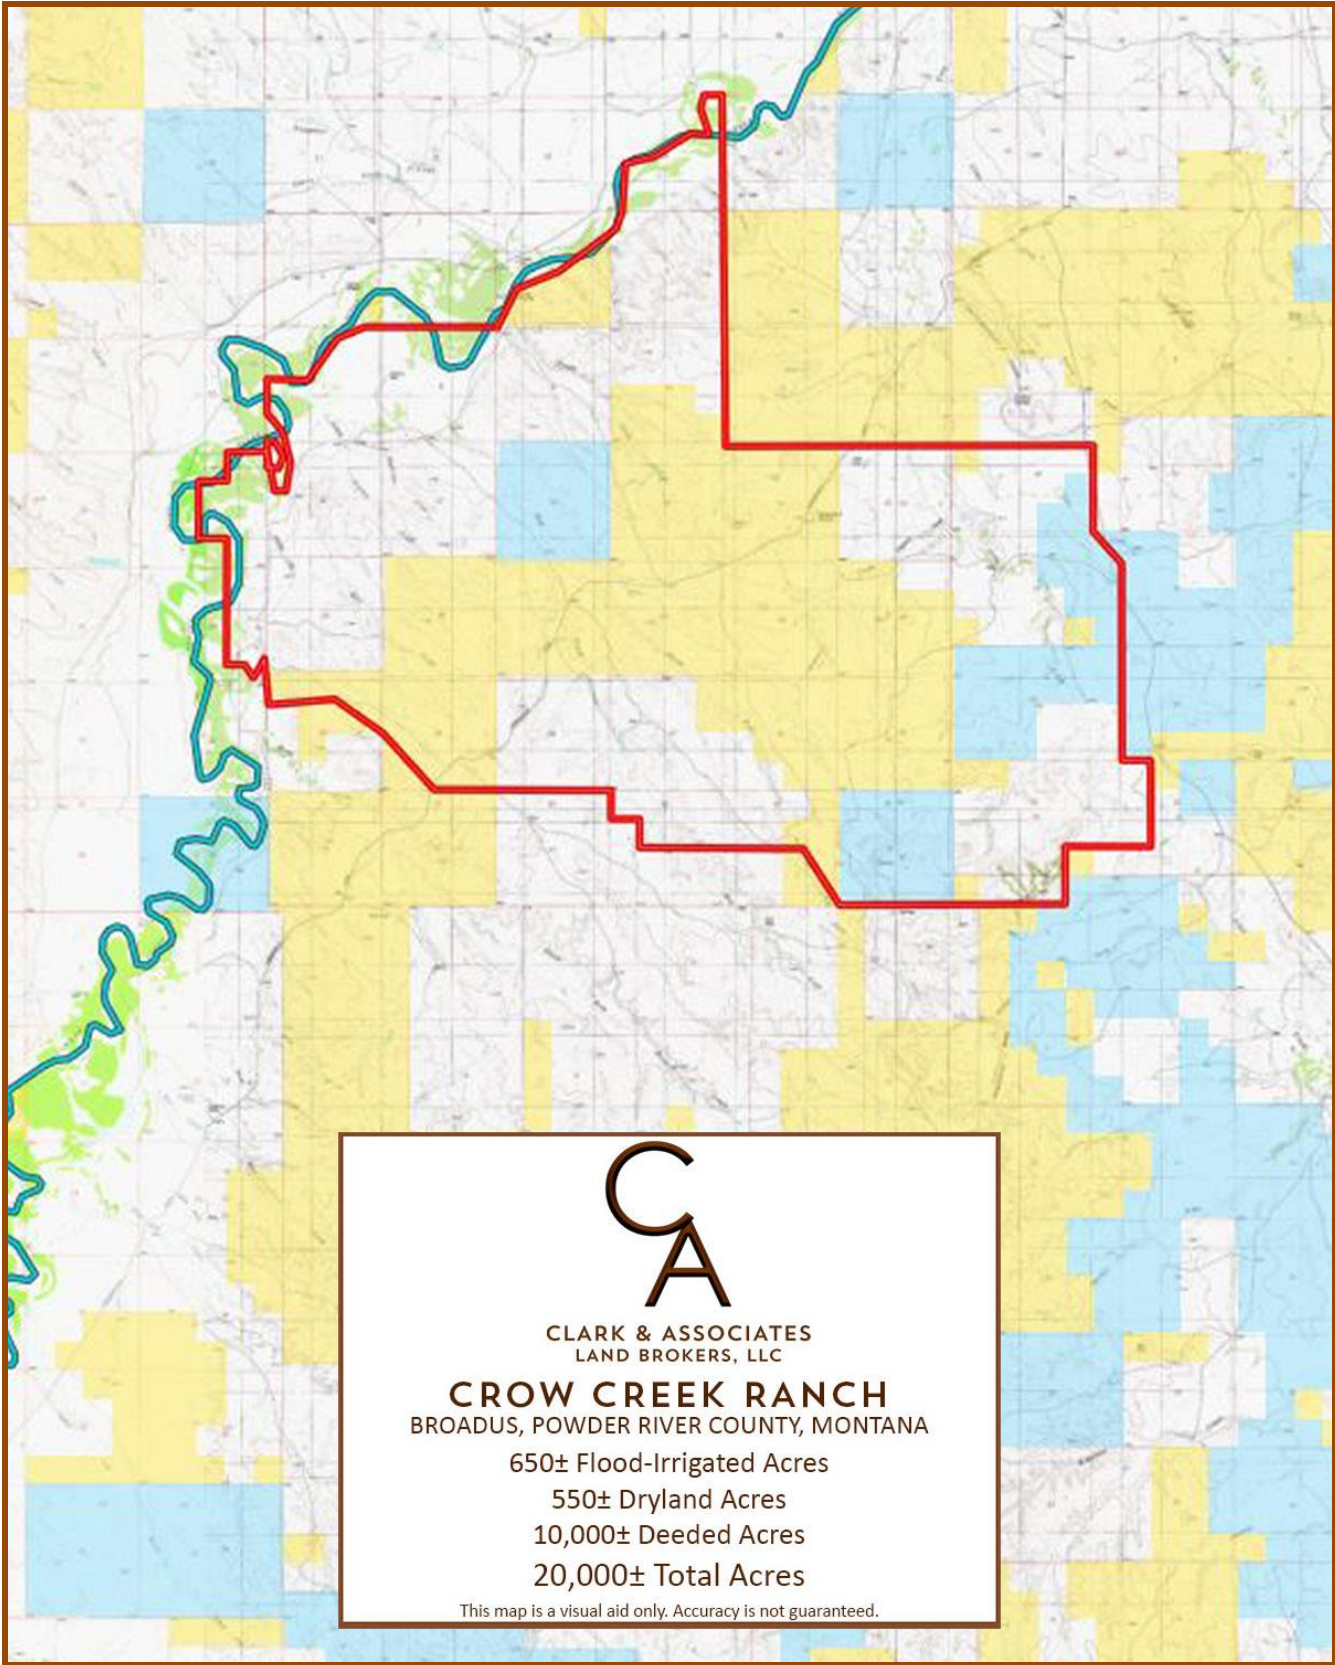 CA
CLARK & ASSOCIATES
LAND BROKERS, LLC
CROW CREEK RANCH
BROADUS, POWDER RIVER COUNTY, MONTANA
650± Flood-Irrigated Acres
550± Dryland Acres
10,000± Deeded Acres
20,000± Total Acres
This map is a visual aid only. Accuracy is not guaranteed.